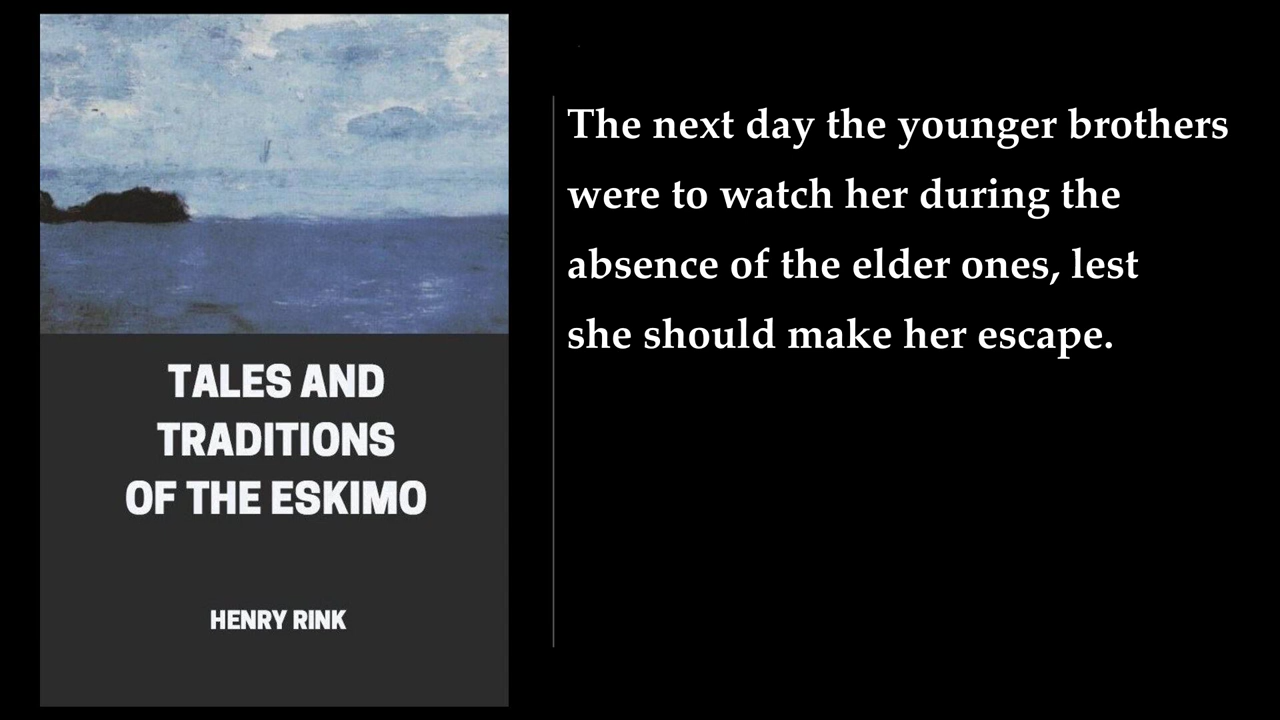 TALES AND
TRADITIONS
OF THE ESKIMO
HENRY RINK
The next day the younger brothers
were to watch her during the
absence of the elder ones, lest
she should make her escape.